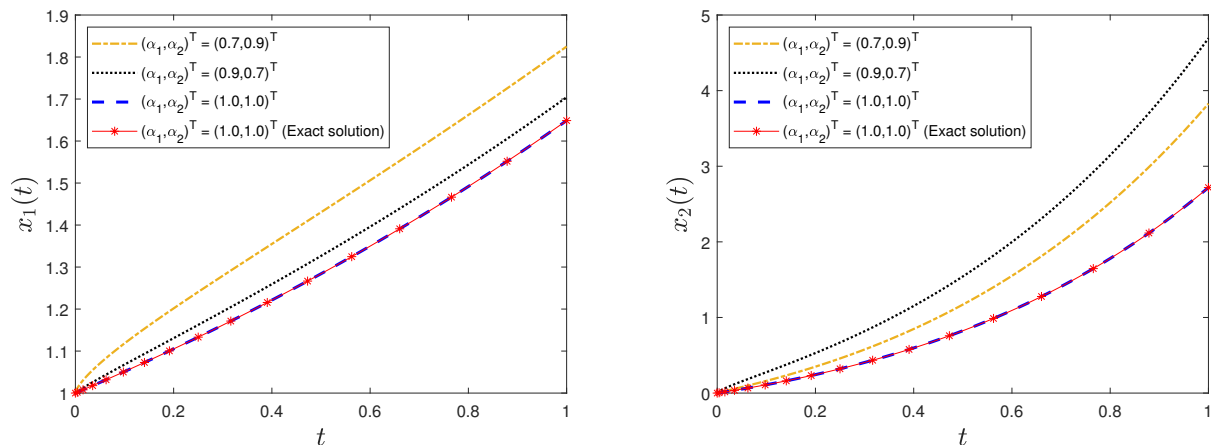 1.9
1.8
1.7
1.6
1.5
1.4
1.3
1.2
1.1
1
x₁(t)
(α₁,α₂)ᵀ = (0.7,0.9)ᵀ
(α₁,α₂)ᵀ = (0.9,0.7)ᵀ
(α₁,α₂)ᵀ = (1.0,1.0)ᵀ
(α₁,α₂)ᵀ = (1.0,1.0)ᵀ (Exact solution)
0 0.2 0.4 0.6 0.8 1
t
5
4
3
2
1
0
x₂(t)
(α₁,α₂)ᵀ = (0.7,0.9)ᵀ
(α₁,α₂)ᵀ = (0.9,0.7)ᵀ
(α₁,α₂)ᵀ = (1.0,1.0)ᵀ
(α₁,α₂)ᵀ = (1.0,1.0)ᵀ (Exact solution)
0 0.2 0.4 0.6 0.8 1
t